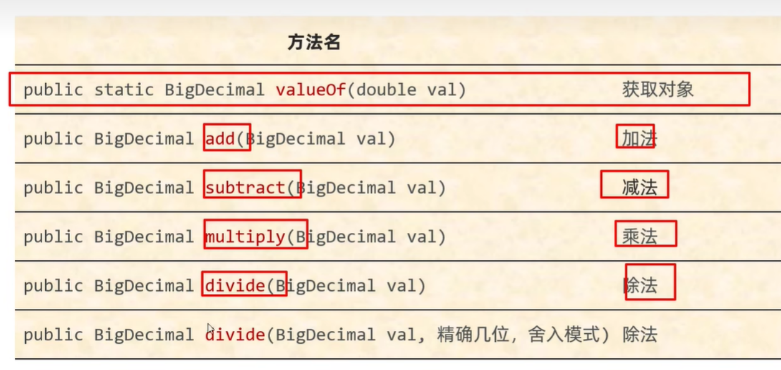 方法名
public static BigDecimal valueOf(double val) 获取对象
public BigDecimal add(BigDecimal val) 加法
public BigDecimal subtract(BigDecimal val) 减法
public BigDecimal multiply(BigDecimal val) 乘法
public BigDecimal divide(BigDecimal val) 除法
public BigDecimal divide(BigDecimal val, 精确几位，舍入模式) 除法